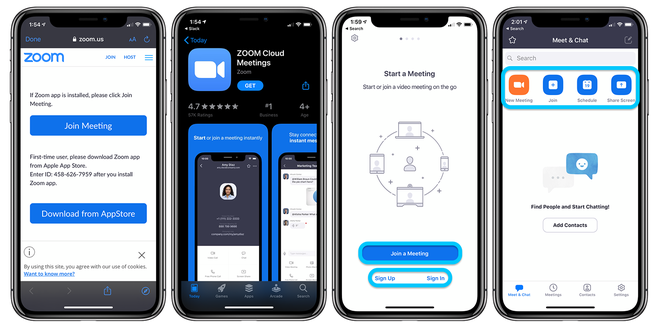 1:54
Done
zoom.us
AA
zoom
JOIN
HOST
If Zoom app is installed, please click Join
Meeting.
Join Meeting
First-time user, please download Zoom app
from Apple App Store.
Enter ID: 458-626-7959 after you install
Zoom app.
Download from AppStore
By using this site, you agree to our use of cookies.
Want to know more?
1:54
Slack
Today
ZOOM Cloud
Meetings
Zoom
GET
4.7
57K Ratings
#1
Business
4+
Age
Start or join a meeting instantly
Stay connec
instant me
Today
Games
Apps
Arcade
Search
1:59
Search
Start a Meeting
Start or join a video meeting on the go
Join a Meeting
Sign Up
Sign In
2:01
Search
Meet & Chat
Search
New Meeting
Join
Schedule
Share Screen
Find People and Start Chatting!
Add Contacts
Meet & Chat
Meetings
Contacts
Settings